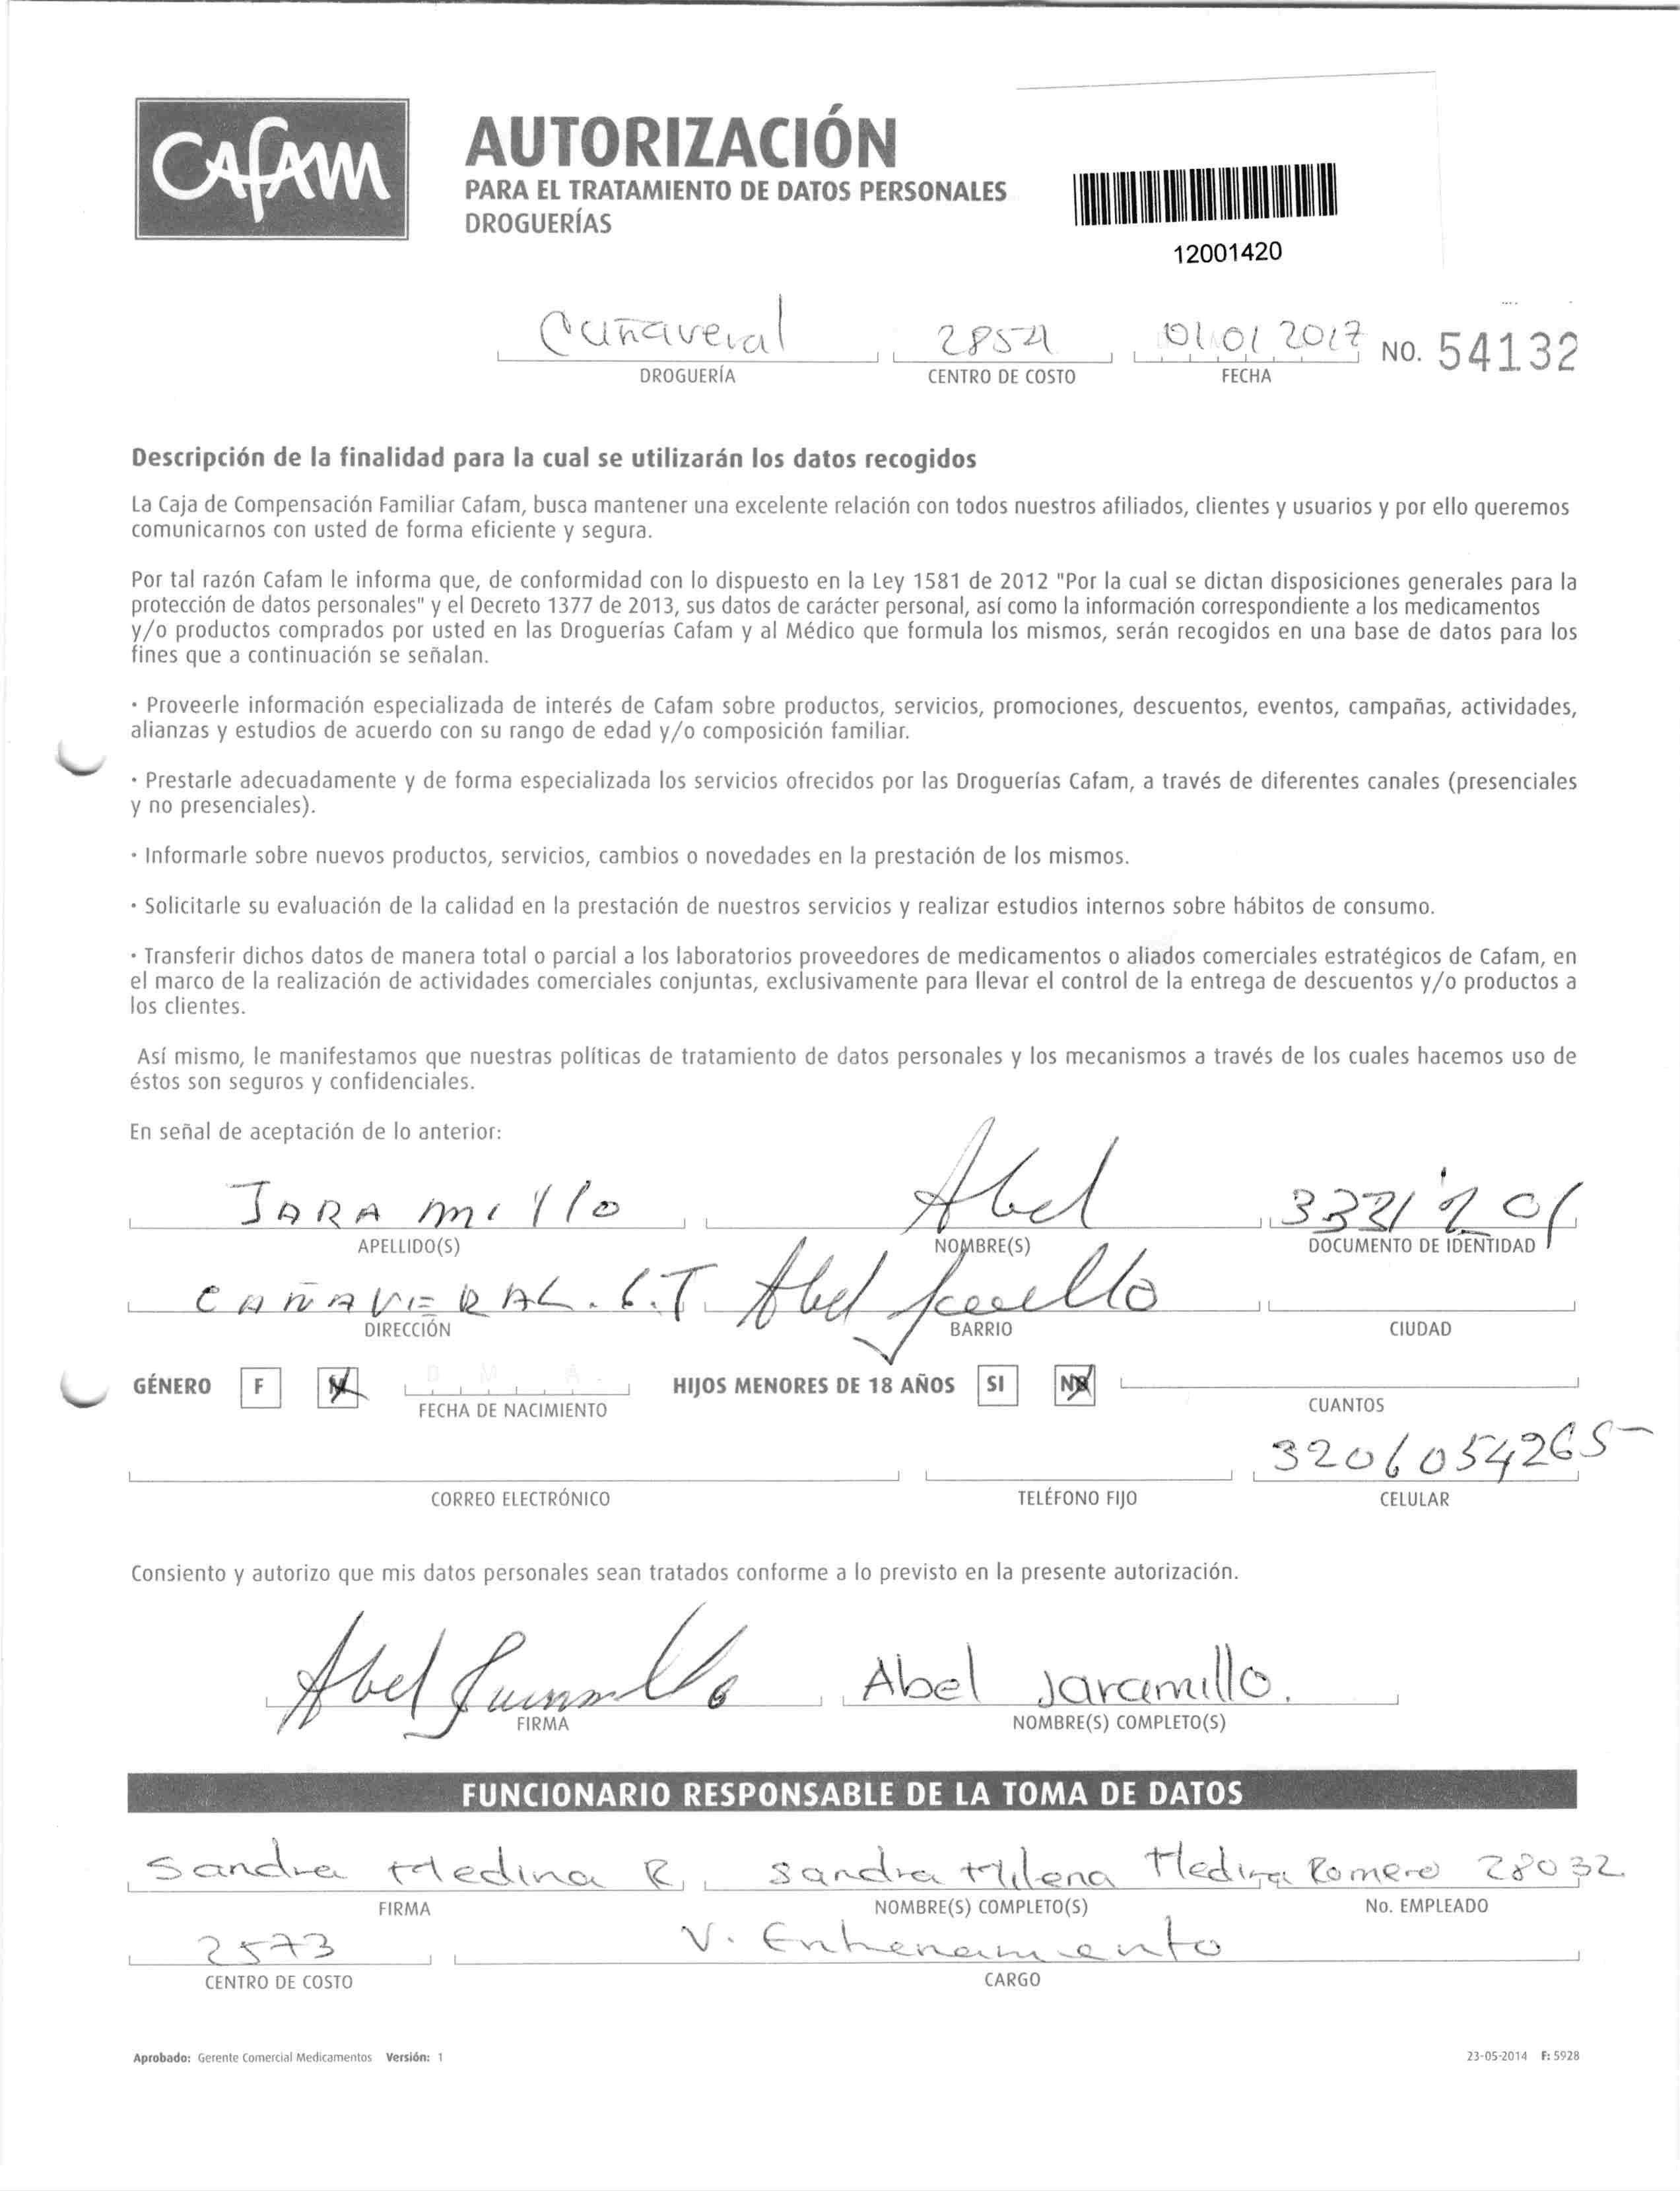 Cafam
AUTORIZACIÓN
PARA EL TRATAMIENTO DE DATOS PERSONALES
DROGUERÍAS
12001420
Cañaveral 2854 01 01 2017 NO. 54132
DROGUERÍA CENTRO DE COSTO FECHA
Descripción de la finalidad para la cual se utilizarán los datos recogidos
La Caja de Compensación Familiar Cafam, busca mantener una excelente relación con todos nuestros afiliados, clientes y usuarios y por ello queremos
comunicarnos con usted de forma eficiente y segura.
Por tal razón Cafam le informa que, de conformidad con lo dispuesto en la Ley 1581 de 2012 "Por la cual se dictan disposiciones generales para la
protección de datos personales" y el Decreto 1377 de 2013, sus datos de carácter personal, así como la información correspondiente a los medicamentos
y/o productos comprados por usted en las Droguerías Cafam y al Médico que formula los mismos, serán recogidos en una base de datos para los
fines que a continuación se señalan.
· Proveerle información especializada de interés de Cafam sobre productos, servicios, promociones, descuentos, eventos, campañas, actividades,
alianzas y estudios de acuerdo con su rango de edad y/o composición familiar.
· Prestarle adecuadamente y de forma especializada los servicios ofrecidos por las Droguerías Cafam, a través de diferentes canales (presenciales
y no presenciales).
· Informarle sobre nuevos productos, servicios, cambios o novedades en la prestación de los mismos.
· Solicitarle su evaluación de la calidad en la prestación de nuestros servicios y realizar estudios internos sobre hábitos de consumo.
· Transferir dichos datos de manera total o parcial a los laboratorios proveedores de medicamentos o aliados comerciales estratégicos de Cafam, en
el marco de la realización de actividades comerciales conjuntas, exclusivamente para llevar el control de la entrega de descuentos y/o productos a
los clientes.
Así mismo, le manifestamos que nuestras políticas de tratamiento de datos personales y los mecanismos a través de los cuales hacemos uso de
éstos son seguros y confidenciales.
En señal de aceptación de lo anterior:
JARAMIllo Abel
APELLIDO(S) NOMBRE(S) DOCUMENTO DE IDENTIDAD
CAÑAVERAL. Abel
DIRECCIÓN BARRIO CIUDAD
GÉNERO F M D M A HIJOS MENORES DE 18 AÑOS SI NO
FECHA DE NACIMIENTO CUANTOS
3206054265
CORREO ELECTRÓNICO TELÉFONO FIJO CELULAR
Consiento y autorizo que mis datos personales sean tratados conforme a lo previsto en la presente autorización.
Abel Jaramillo Abel Jaramillo.
FIRMA NOMBRE(S) COMPLETO(S)
FUNCIONARIO RESPONSABLE DE LA TOMA DE DATOS
Sandra Medina R Sandra Milena Medina Romero 28032
FIRMA NOMBRE(S) COMPLETO(S) No. EMPLEADO
2573 V. Entrenamiento
CENTRO DE COSTO CARGO
Aprobado: Gerente Comercial Medicamentos Versión: 1 23-05-2014 F: 5928